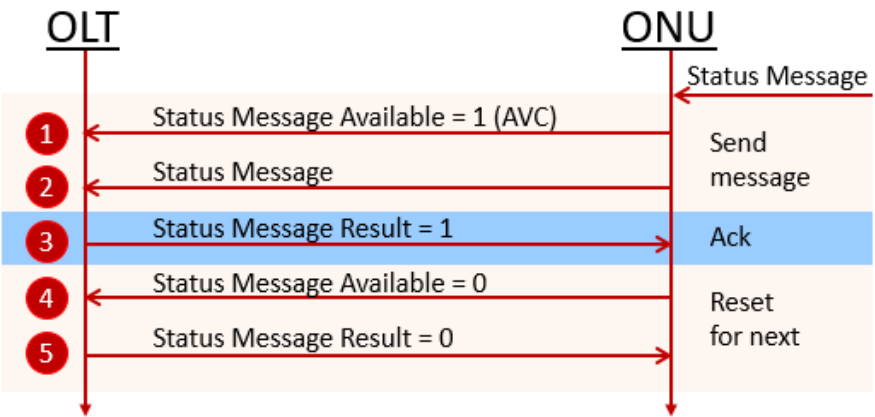 OLT
ONU
Status Message
1
Status Message Available = 1 (AVC)
2
Status Message
Send
message
3
Status Message Result = 1
Ack
4
Status Message Available = 0
5
Status Message Result = 0
Reset
for next